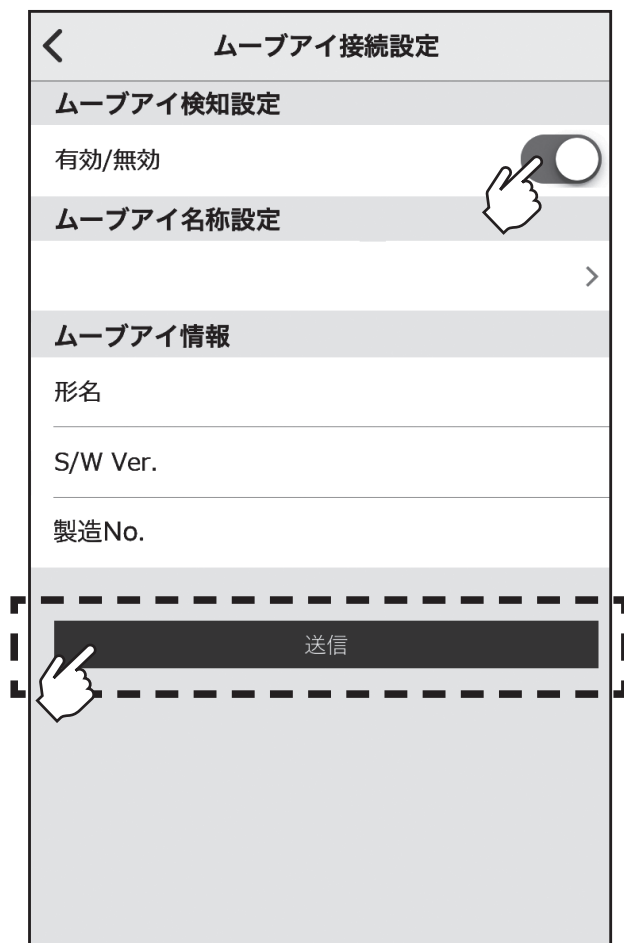 ムーブアイ接続設定
ムーブアイ検知設定
有効/無効
ムーブアイ名称設定
ムーブアイ情報
形名
S/W Ver.
製造No.
送信